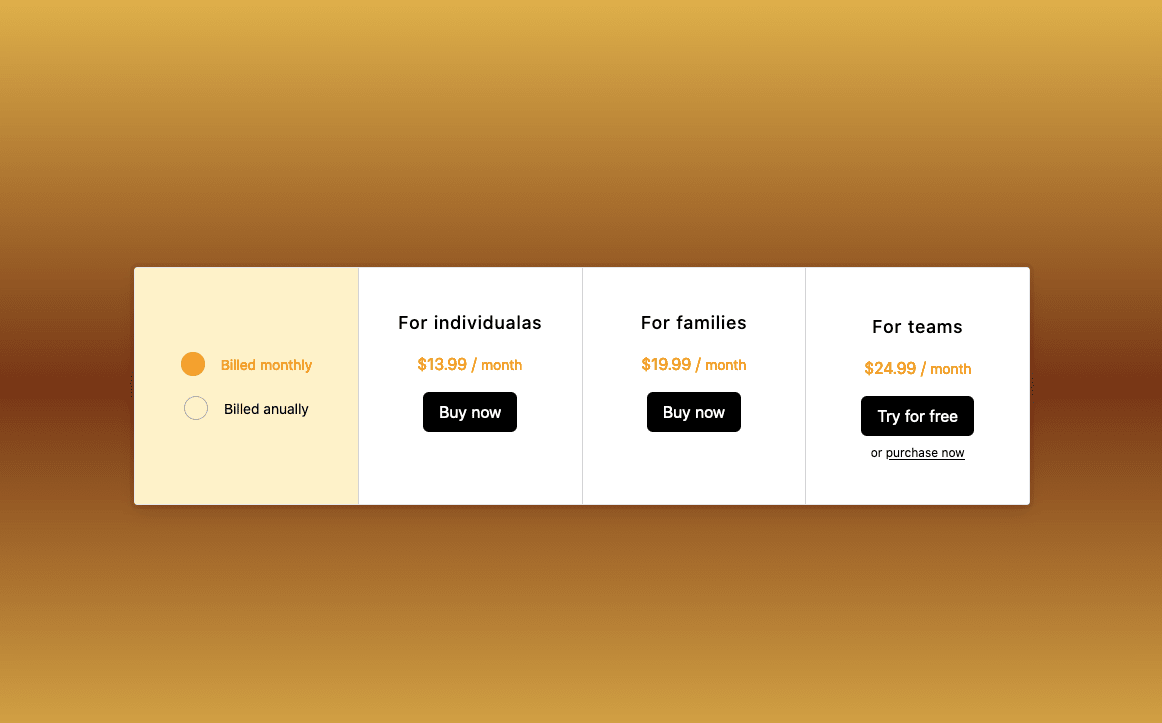 Billed monthly
Billed anually
For individualas
$13.99 / month
Buy now
For families
$19.99 / month
Buy now
For teams
$24.99 / month
Try for free
or purchase now